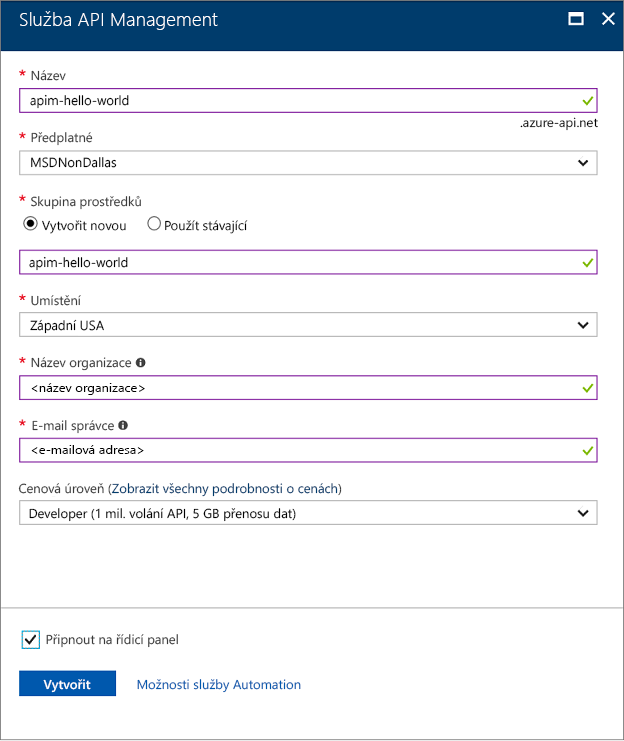 Služba API Management
* Název
apim-hello-world
.azure-api.net
* Předplatné
MSDNonDallas
* Skupina prostředků
Vytvořit novou Použít stávající
apim-hello-world
* Umístění
Západní USA
* Název organizace
<název organizace>
* E-mail správce
<e-mailová adresa>
Cenová úroveň (Zobrazit všechny podrobnosti o cenách)
Developer (1 mil. volání API, 5 GB přenosu dat)
Připnout na řídicí panel
Vytvořit Možnosti služby Automation